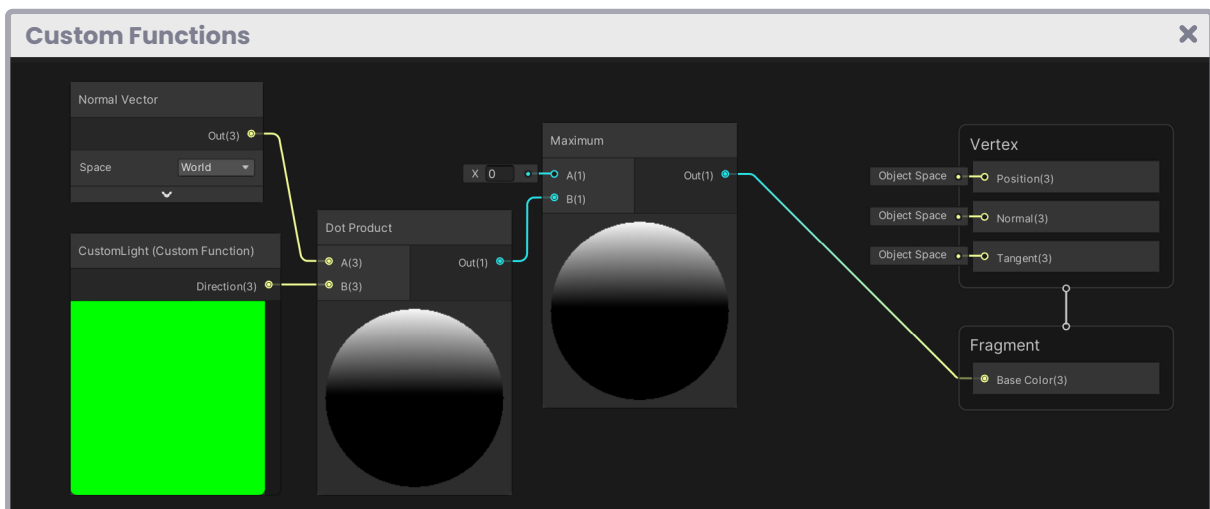 Custom Functions
Normal Vector
Out(3)
Space World
CustomLight (Custom Function)
Direction(3)
Dot Product
A(3) Out(1)
B(3)
Maximum
X 0 A(1) Out(1)
B(1)
Vertex
Object Space Position(3)
Object Space Normal(3)
Object Space Tangent(3)
Fragment
Base Color(3)